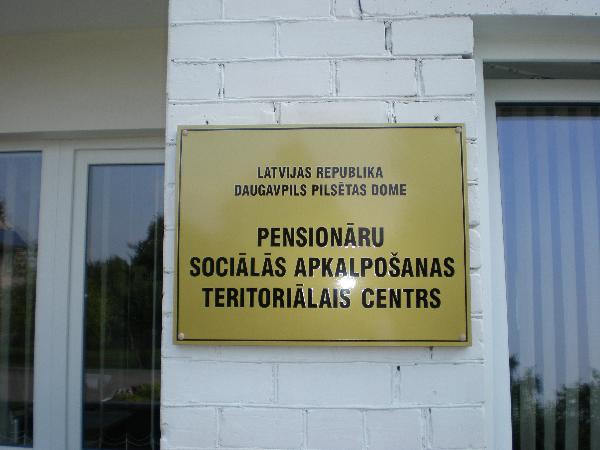 LATVIJAS REPUBLIKA
DAUGAVPILS PILSĒTAS DOME
PENSIONĀRU
SOCIĀLĀS APKALPOŠANAS
TERITORIĀLAIS CENTRS